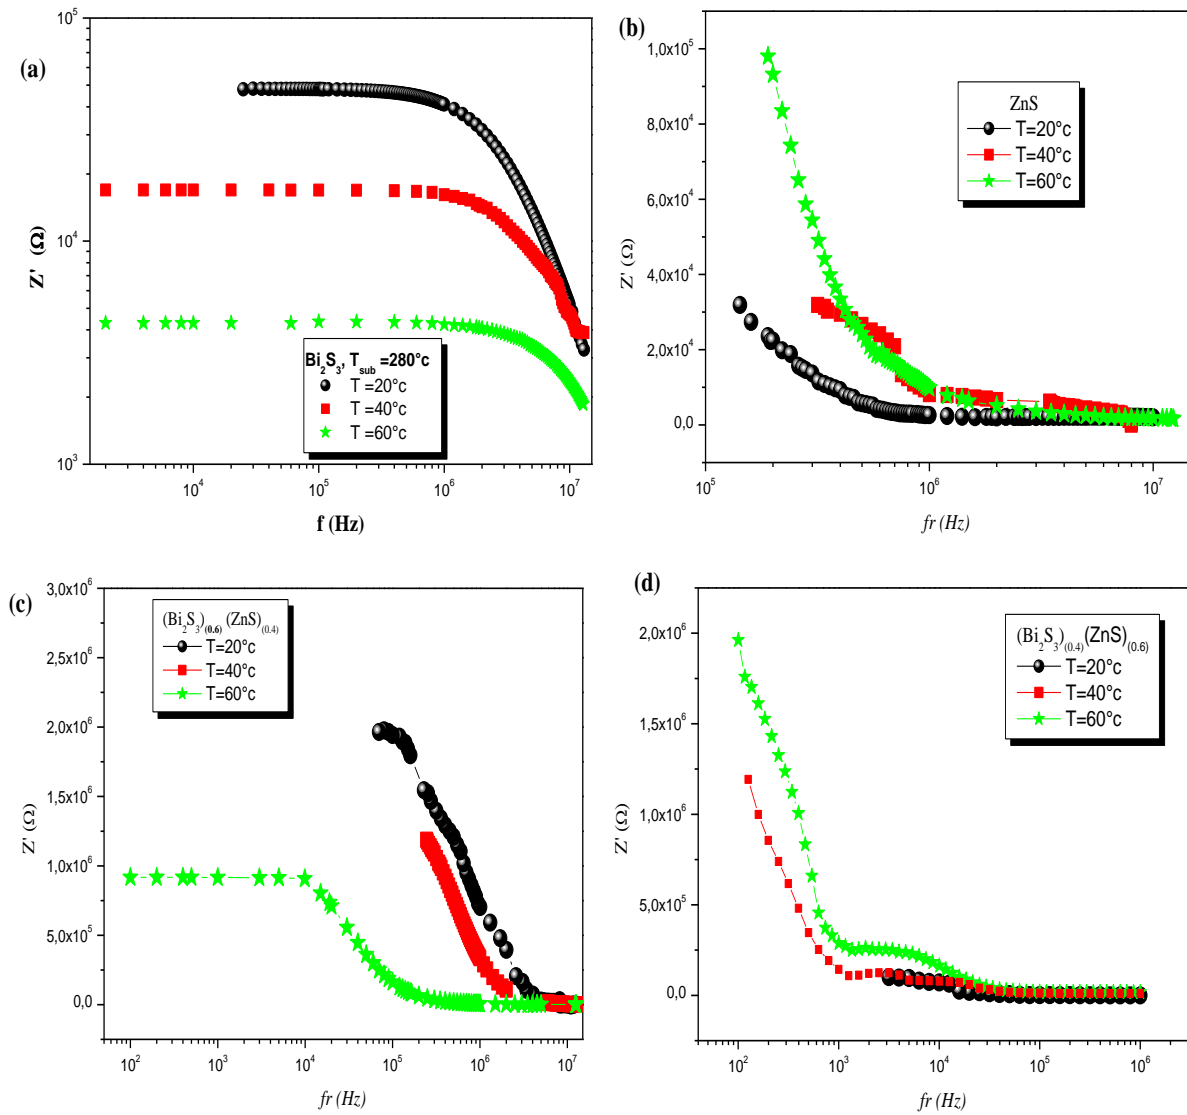 (a)
Z' (Ω)
10^5
10^4
10^3
Bi_2S_3, T_sub =280°c
T =20°c
T =40°c
T =60°c
10^4 10^5 10^6 10^7
f (Hz)
(b)
Z' (Ω)
1,0x10^5
8,0x10^4
6,0x10^4
4,0x10^4
2,0x10^4
0,0
ZnS
T=20°c
T=40°c
T=60°c
10^5 10^6 10^7
fr (Hz)
(c)
Z' (Ω)
3,0x10^6
2,5x10^6
2,0x10^6
1,5x10^6
1,0x10^6
5,0x10^5
0,0
(Bi_2S_3)_(0.6) (ZnS)_(0.4)
T=20°c
T=40°c
T=60°c
10^2 10^3 10^4 10^5 10^6 10^7
fr (Hz)
(d)
Z' (Ω)
2,0x10^6
1,5x10^6
1,0x10^6
5,0x10^5
0,0
(Bi_2S_3)_(0.4)(ZnS)_(0.6)
T=20°c
T=40°c
T=60°c
10^2 10^3 10^4 10^5 10^6
fr (Hz)